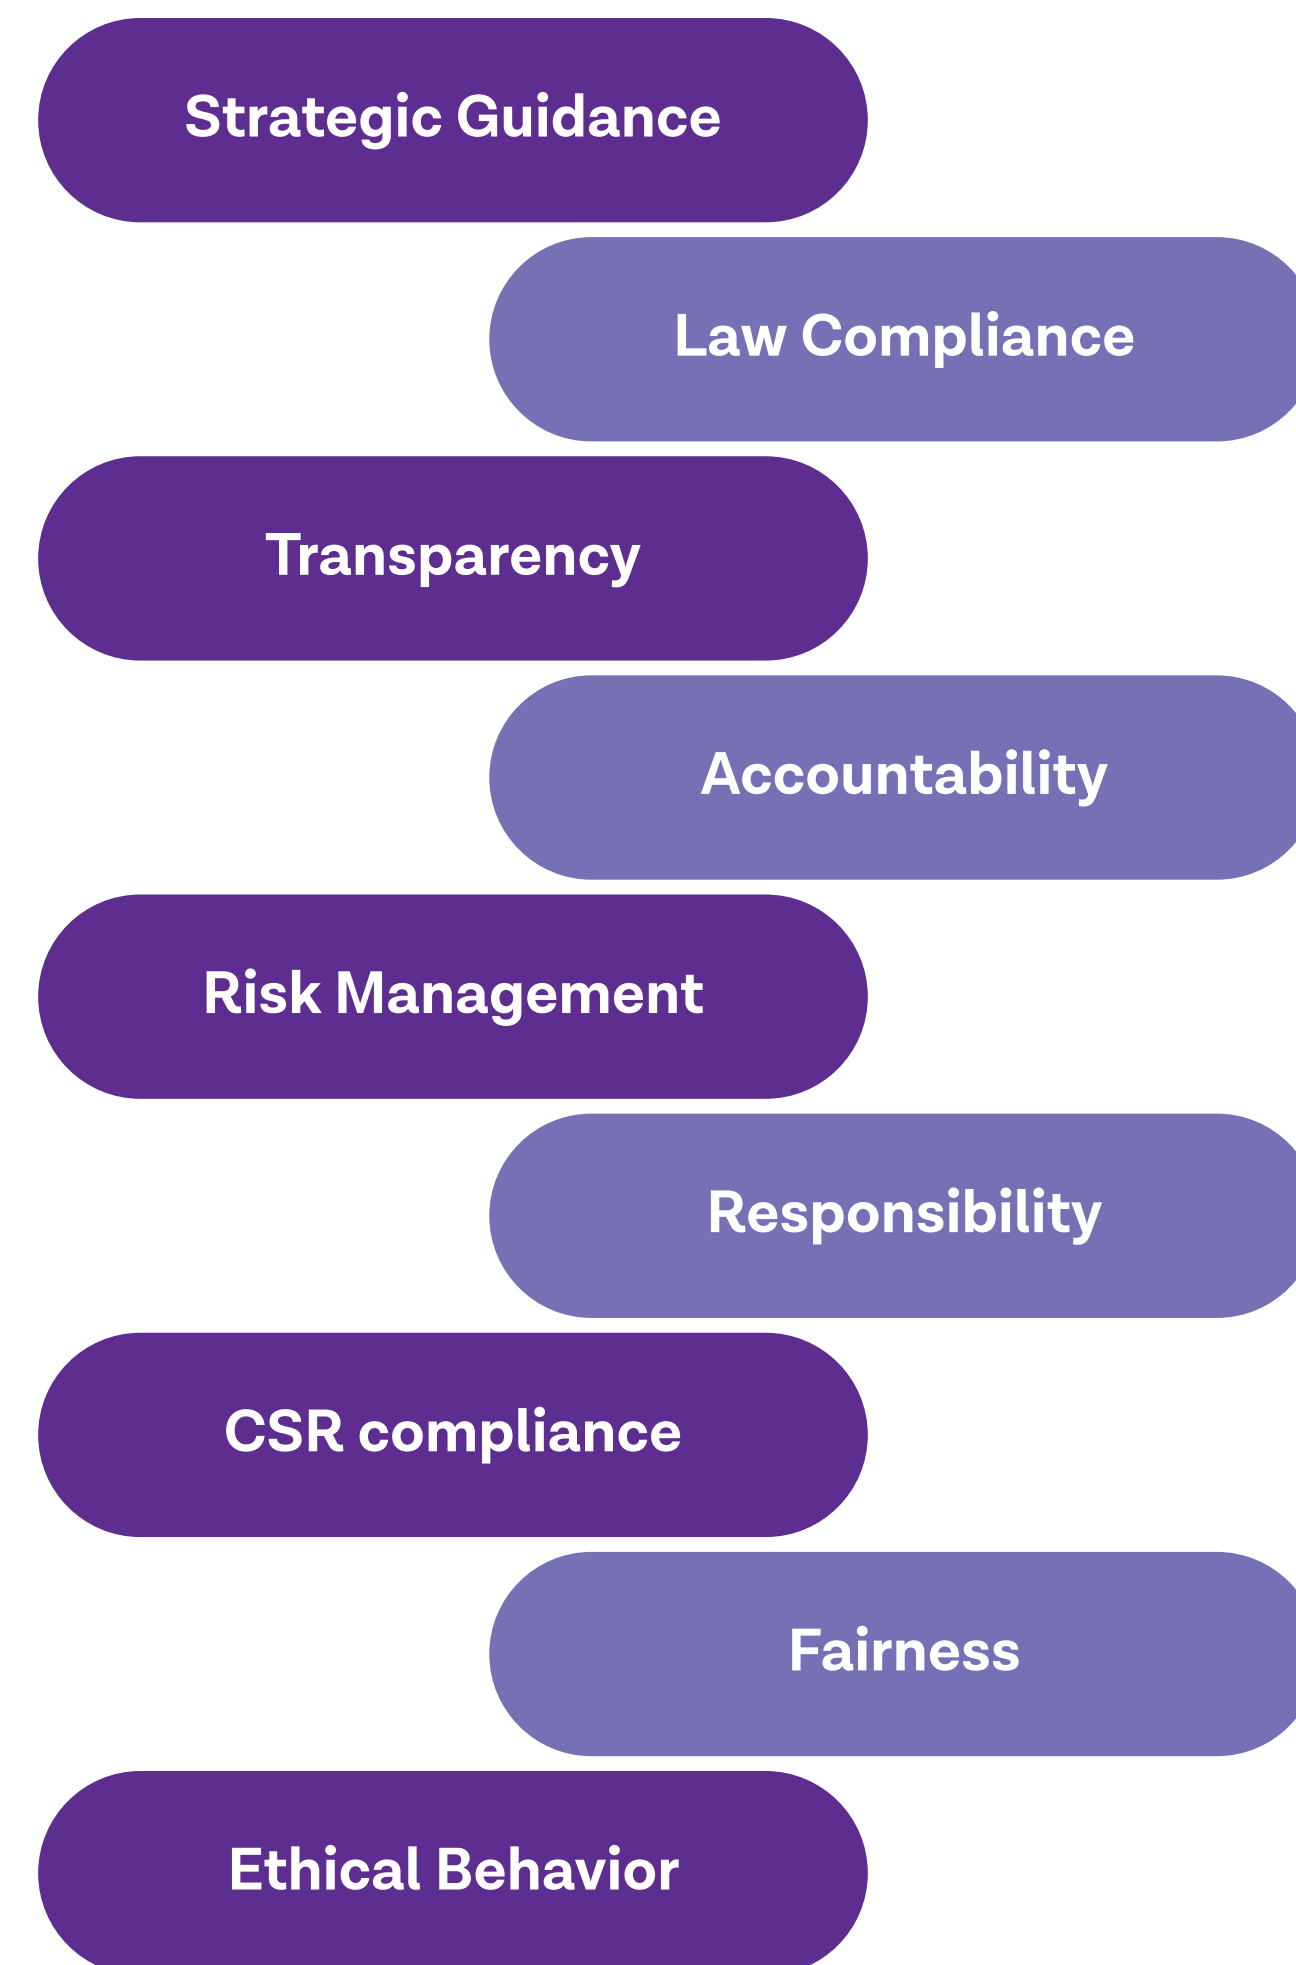 Strategic Guidance
Law Compliance
Transparency
Accountability
Risk Management
Responsibility
CSR compliance
Fairness
Ethical Behavior